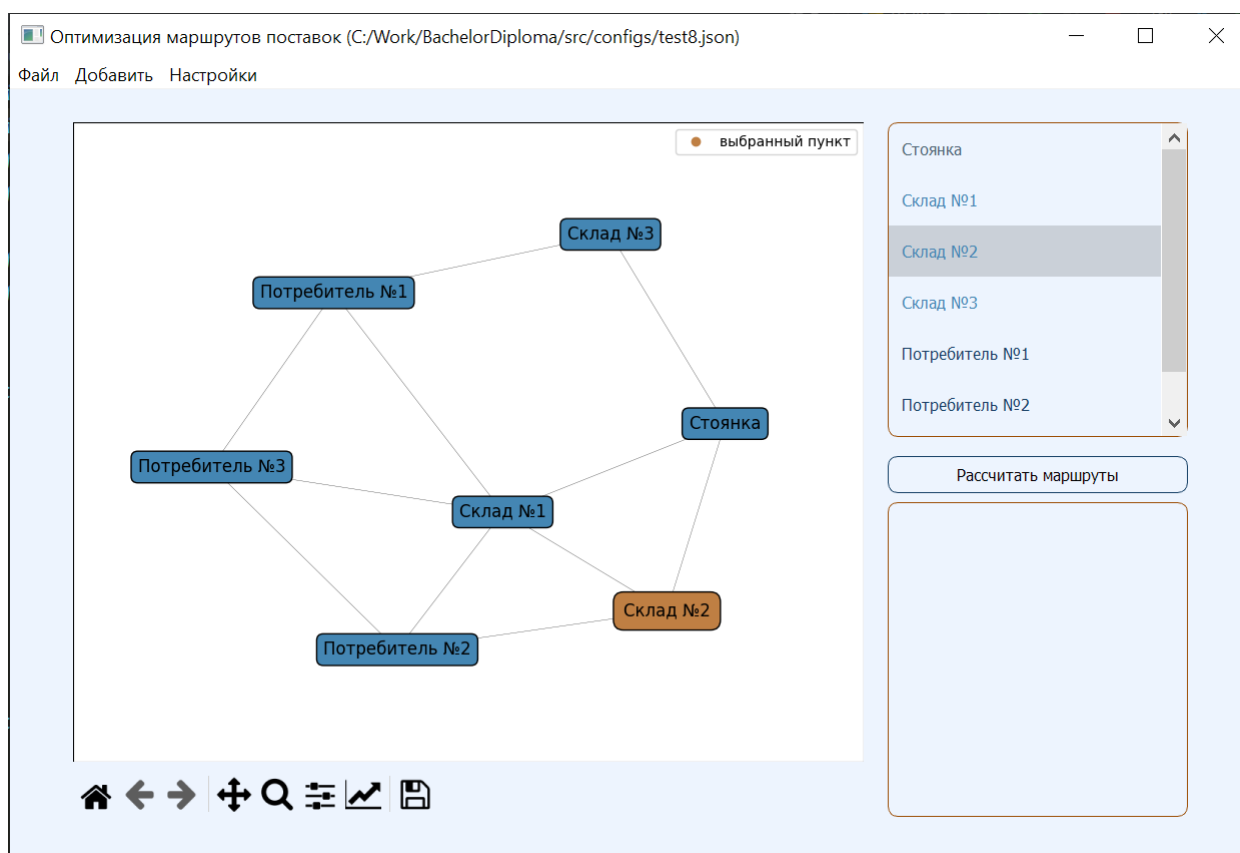 Оптимизация маршрутов поставок (C:/Work/BachelorDiploma/src/configs/test8.json)
Файл Добавить Настройки
выбранный пункт
Склад №3
Потребитель №1
Стоянка
Потребитель №3
Склад №1
Склад №2
Потребитель №2
Стоянка
Склад №1
Склад №2
Склад №3
Потребитель №1
Потребитель №2
Рассчитать маршруты